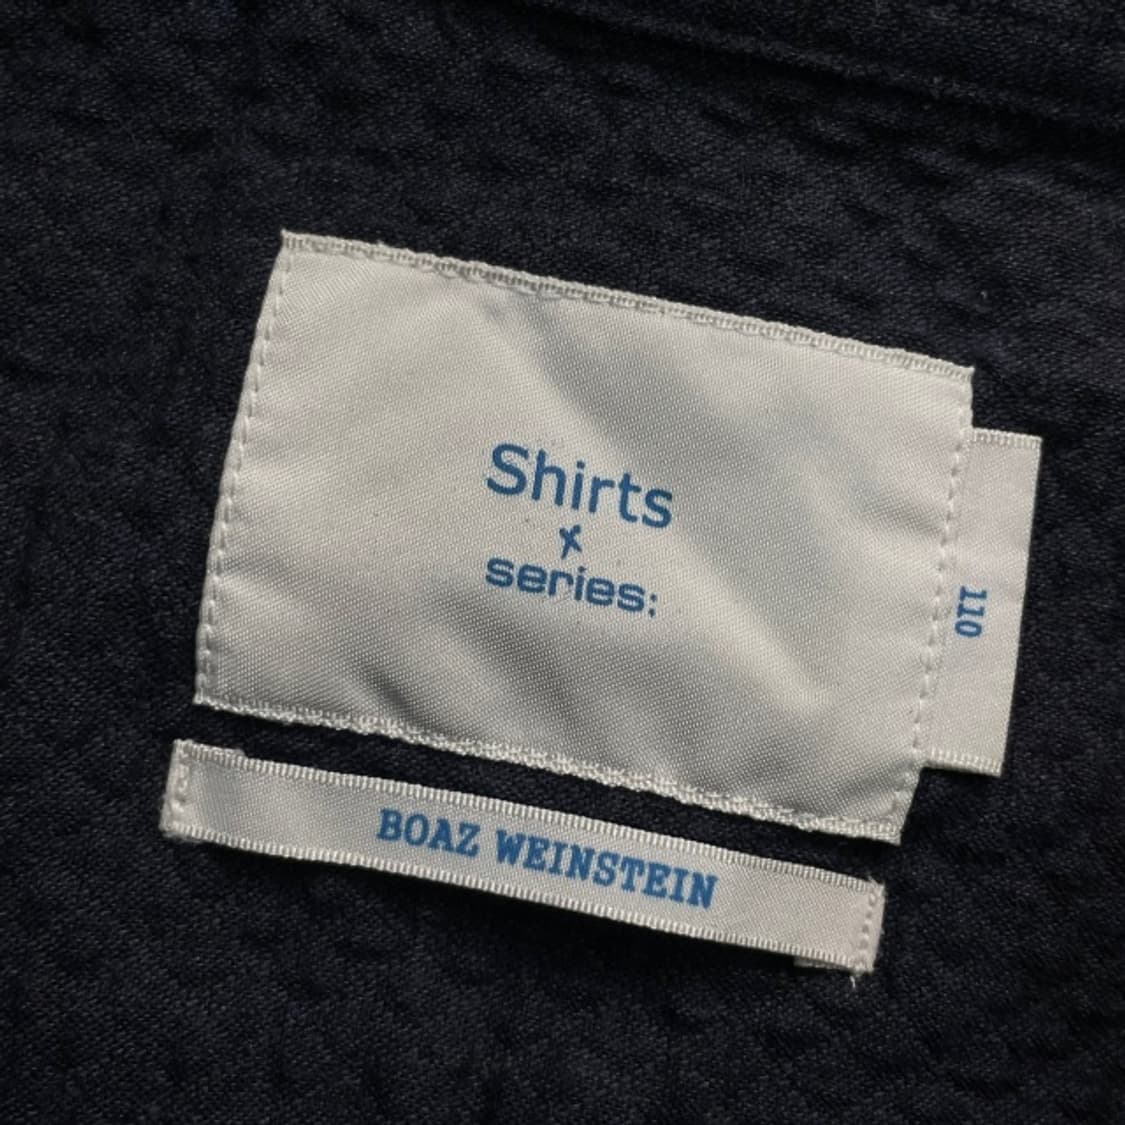 Shirts
x
series:
110
BOAZ WEINSTEIN